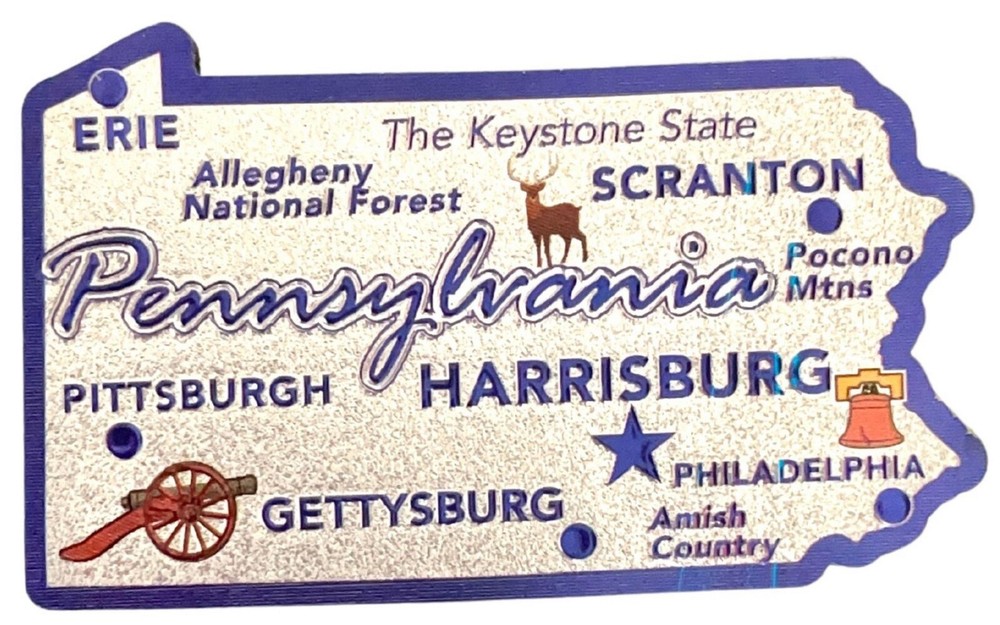 ERIE
The Keystone State
Allegheny
National Forest
SCRANTON
Pennsylvania
Pocono
Mtns
PITTSBURGH
HARRISBURG
PHILADELPHIA
GETTYSBURG
Amish
Country